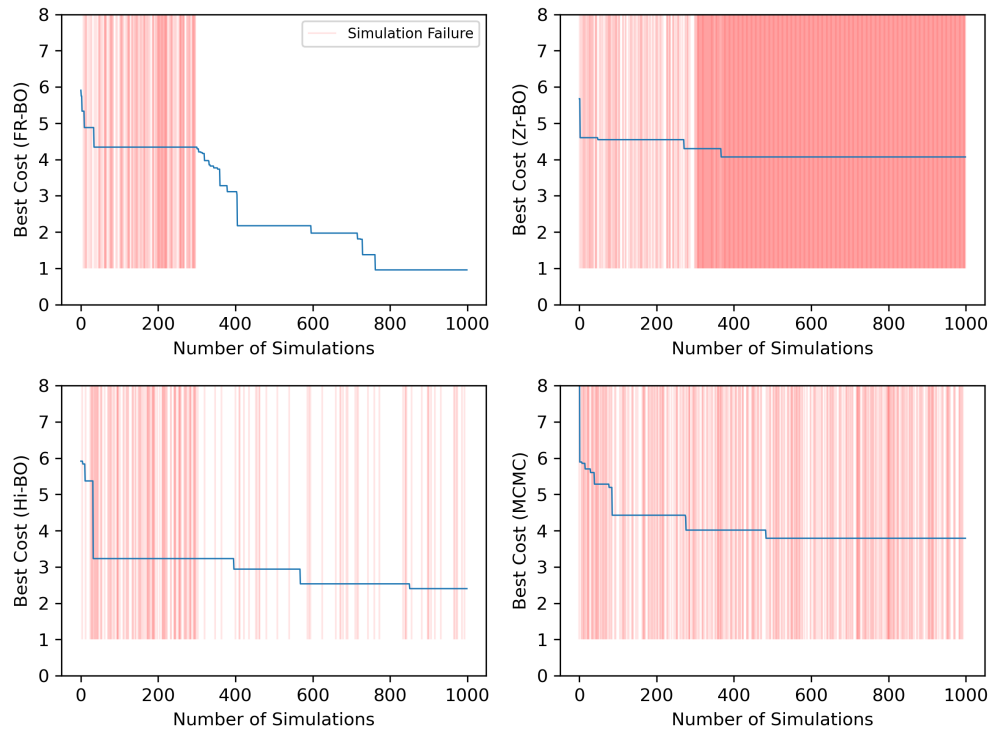 Simulation Failure
Best Cost (FR-BO)
8
7
6
5
4
3
2
1
0
0 200 400 600 800 1000
Number of Simulations
Best Cost (Zr-BO)
8
7
6
5
4
3
2
1
0
0 200 400 600 800 1000
Number of Simulations
Best Cost (Hi-BO)
8
7
6
5
4
3
2
1
0
0 200 400 600 800 1000
Number of Simulations
Best Cost (MCMC)
8
7
6
5
4
3
2
1
0
0 200 400 600 800 1000
Number of Simulations